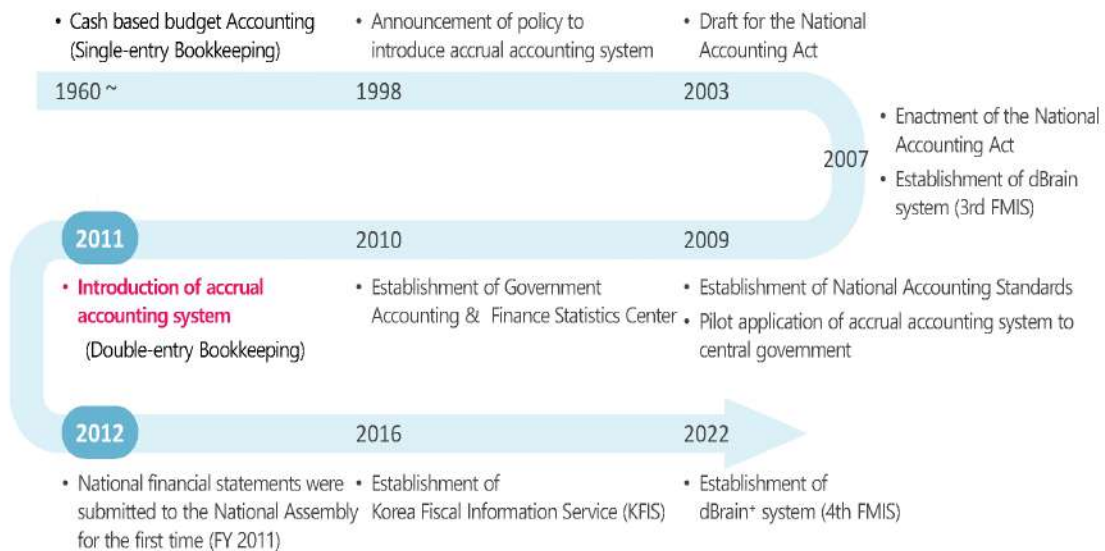 • Cash based budget Accounting
(Single-entry Bookkeeping)
1960 ~
• Announcement of policy to
introduce accrual accounting system
1998
• Draft for the National
Accounting Act
2003
2007
• Enactment of the National
Accounting Act
• Establishment of dBrain
system (3rd FMIS)
2009
• Establishment of National Accounting Standards
• Pilot application of accrual accounting system to
central government
2010
• Establishment of Government
Accounting & Finance Statistics Center
2011
• Introduction of accrual
accounting system
(Double-entry Bookkeeping)
2012
• National financial statements were
submitted to the National Assembly
for the first time (FY 2011)
2016
• Establishment of
Korea Fiscal Information Service (KFIS)
2022
• Establishment of
dBrain⁺ system (4th FMIS)